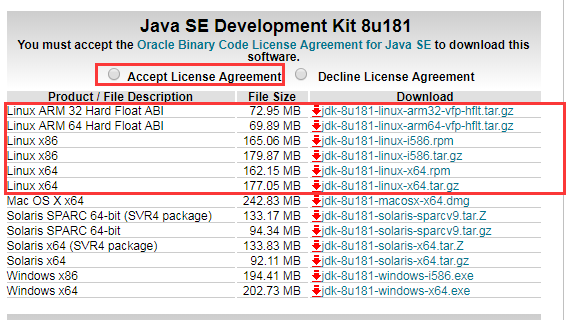 Java SE Development Kit 8u181
You must accept the Oracle Binary Code License Agreement for Java SE to download this
software.
Accept License Agreement Decline License Agreement
Product / File Description File Size Download
Linux ARM 32 Hard Float ABI 72.95 MB jdk-8u181-linux-arm32-vfp-hflt.tar.gz
Linux ARM 64 Hard Float ABI 69.89 MB jdk-8u181-linux-arm64-vfp-hflt.tar.gz
Linux x86 165.06 MB jdk-8u181-linux-i586.rpm
Linux x86 179.87 MB jdk-8u181-linux-i586.tar.gz
Linux x64 162.15 MB jdk-8u181-linux-x64.rpm
Linux x64 177.05 MB jdk-8u181-linux-x64.tar.gz
Mac OS X x64 242.83 MB jdk-8u181-macosx-x64.dmg
Solaris SPARC 64-bit (SVR4 package) 133.17 MB jdk-8u181-solaris-sparcv9.tar.Z
Solaris SPARC 64-bit 94.34 MB jdk-8u181-solaris-sparcv9.tar.gz
Solaris x64 (SVR4 package) 133.83 MB jdk-8u181-solaris-x64.tar.Z
Solaris x64 92.11 MB jdk-8u181-solaris-x64.tar.gz
Windows x86 194.41 MB jdk-8u181-windows-i586.exe
Windows x64 202.73 MB jdk-8u181-windows-x64.exe